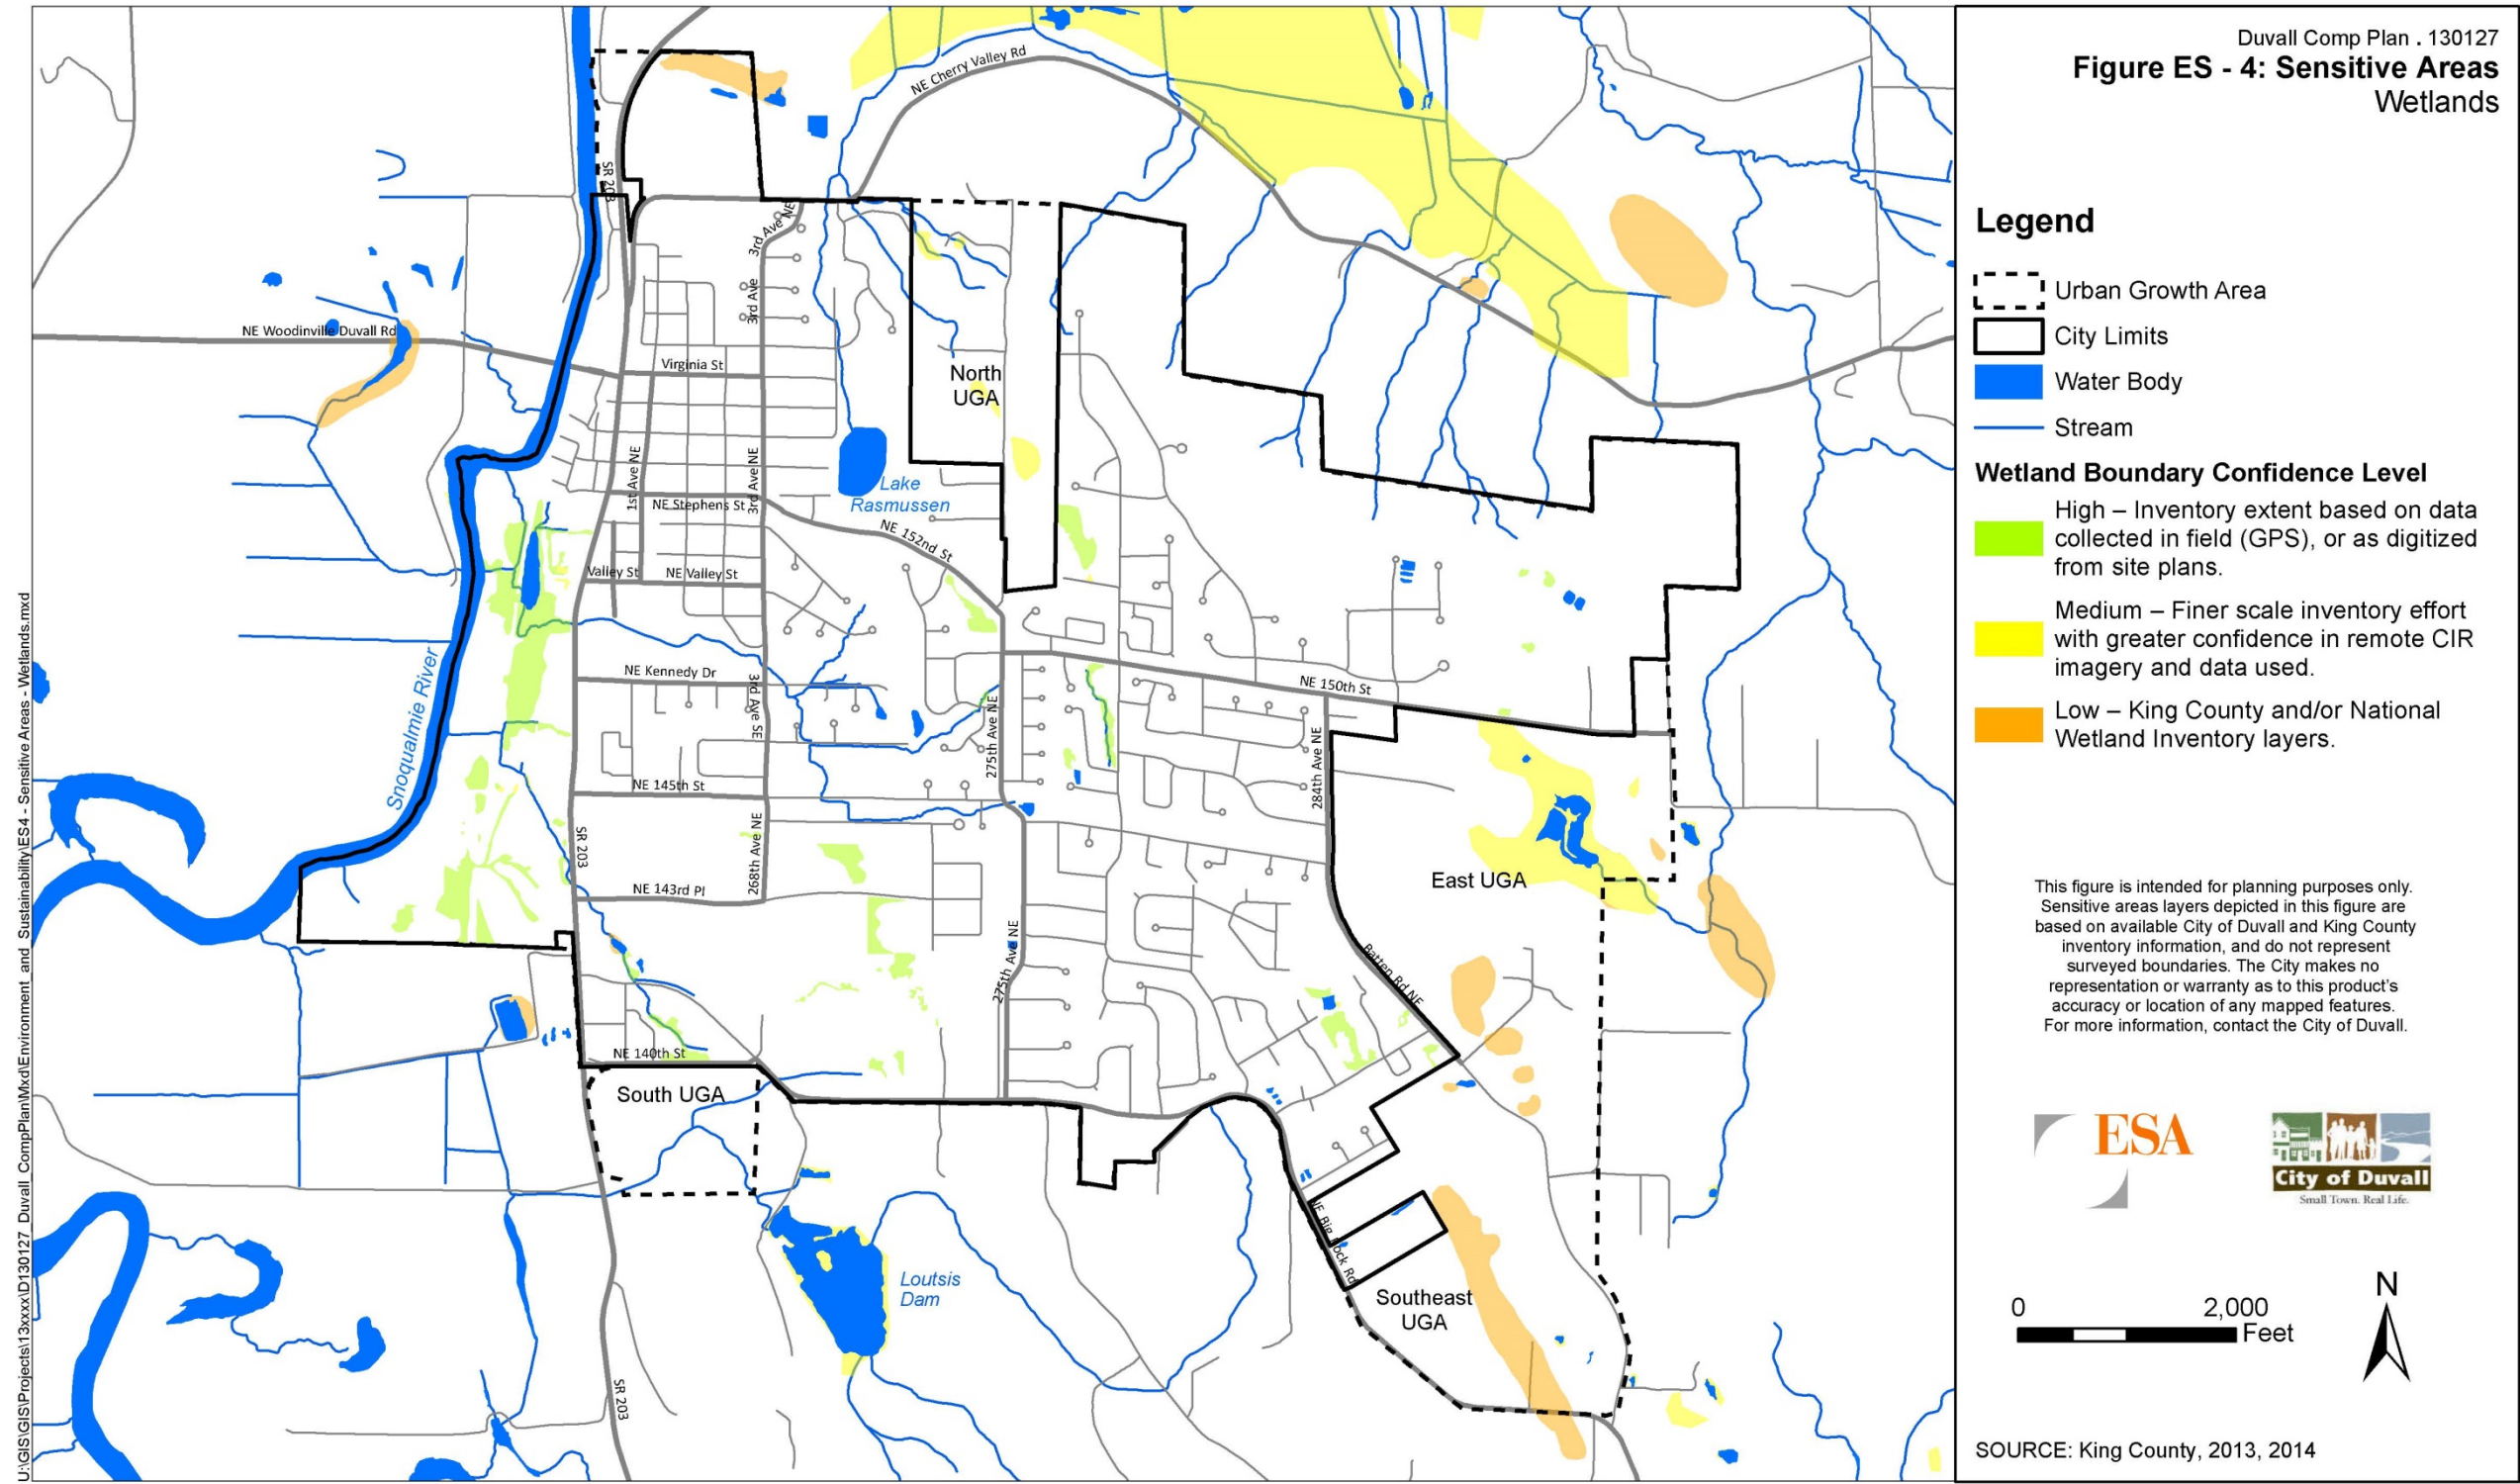 Duvall Comp Plan . 130127
Figure ES - 4: Sensitive Areas
Wetlands
Legend
Urban Growth Area
City Limits
Water Body
Stream
Wetland Boundary Confidence Level
High – Inventory extent based on data
collected in field (GPS), or as digitized
from site plans.
Medium – Finer scale inventory effort
with greater confidence in remote CIR
imagery and data used.
Low – King County and/or National
Wetland Inventory layers.
This figure is intended for planning purposes only.
Sensitive areas layers depicted in this figure are
based on available City of Duvall and King County
inventory information, and do not represent
surveyed boundaries. The City makes no
representation or warranty as to this product's
accuracy or location of any mapped features.
For more information, contact the City of Duvall.
ESA
City of Duvall
Small Town. Real Life.
0
2,000
Feet
N
SOURCE: King County, 2013, 2014
NE Cherry Valley Rd
SR 203
3rd Ave NE
3rd Ave
NE Woodinville Duvall Rd
Virginia St
North
UGA
1st Ave NE
3rd Ave NE
Lake
Rasmussen
NE Stephens St
NE 152nd St
Valley St
NE Valley St
Snoqualmie River
NE Kennedy Dr
3rd Ave SE
NE 150th St
275th Ave NE
284th Ave NE
NE 145th St
SR 203
268th Ave NE
NE 143rd Pl
East UGA
275th Ave NE
Batten Rd NE
NE 140th St
South UGA
NE Big Rock Rd
Loutsis
Dam
Southeast
UGA
SR 203
U:\GIS\GIS\Projects\13xxxx\D130127_Duvall_CompPlan\Mxd\Environment_and_Sustainability\ES4 - Sensitive Areas - Wetlands.mxd